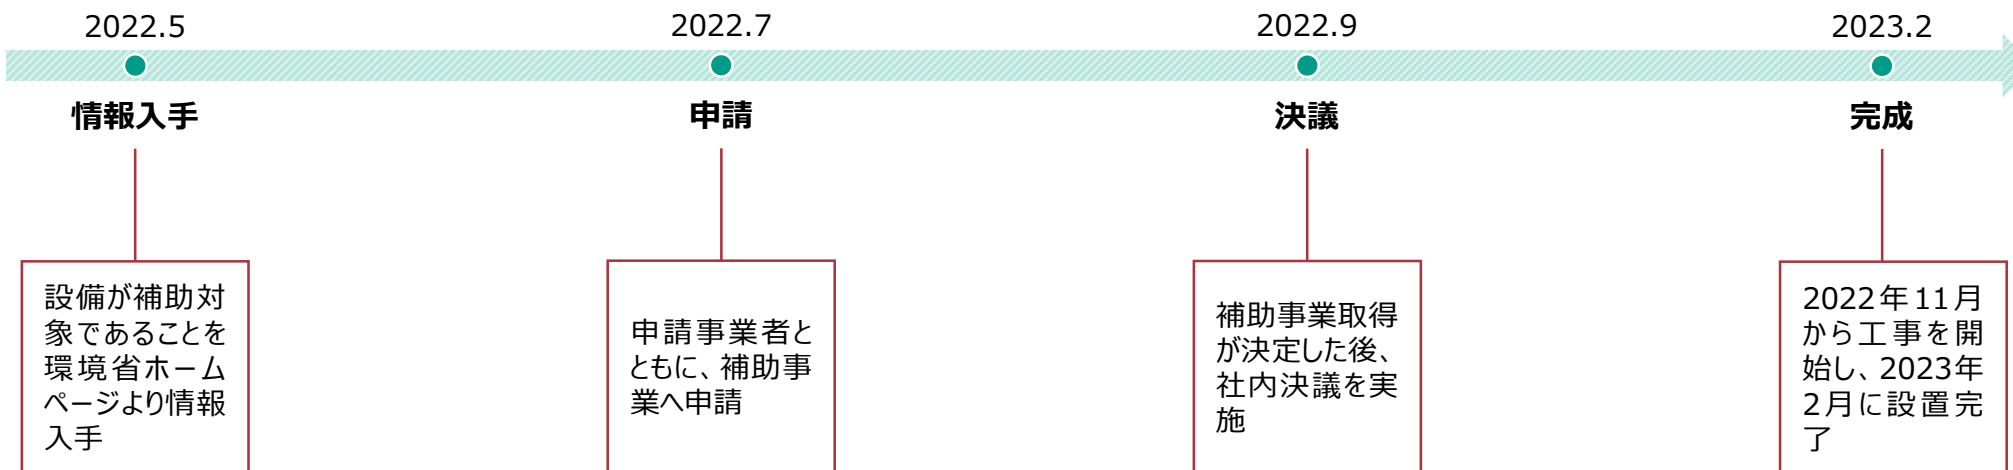 2022.5
2022.7
2022.9
2023.2
情報入手
申請
決議
完成
設備が補助対
象であることを
環境省ホーム
ページより情報
入手
申請事業者と
ともに、補助事
業へ申請
補助事業取得
が決定した後、
社内決議を実
施
2022年11月
から工事を開
始し、2023年
2月に設置完
了